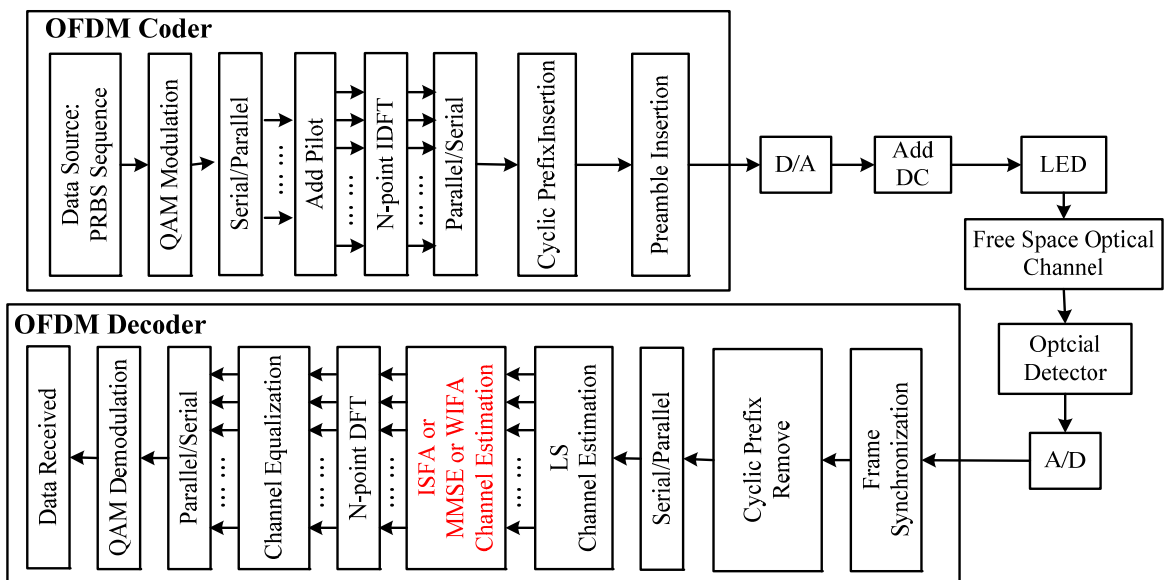 OFDM Coder
Data Source:
PRBS Sequence
QAM Modulation
Serial/Parallel
... ...
Add Pilot
... ...
N-point IDFT
... ...
Parallel/Serial
Cyclic PrefixInsertion
Preamble Insertion
D/A
Add
DC
LED
Free Space Optical
Channel
Optcial
Detector
A/D
OFDM Decoder
Frame
Synchronization
Cyclic Prefix
Remove
Serial/Parallel
LS
Channel Estimation
... ...
ISFA or
MMSE or WIFA
Channel Estimation
... ...
N-point DFT
... ...
Channel Equalization
... ...
Parallel/Serial
QAM Demodulation
Data Received